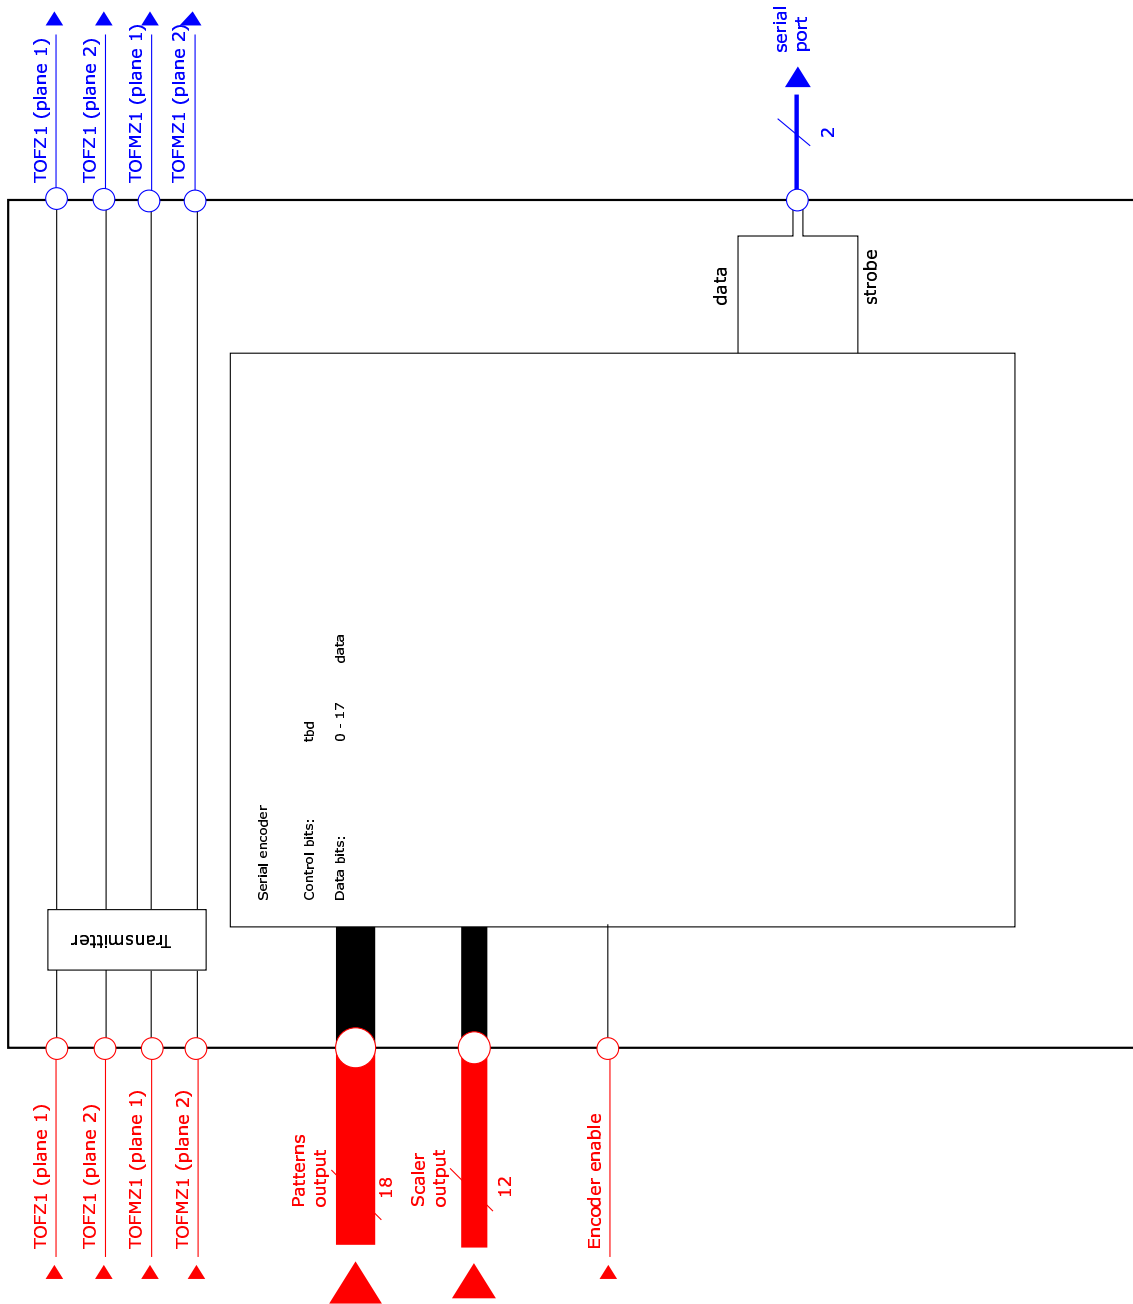 TOFZ1 (plane 1)
TOFZ1 (plane 2)
TOFMZ1 (plane 1)
TOFMZ1 (plane 2)
serial
port
2
data
strobe
Serial encoder
Control bits: tbd
Data bits: 0 - 17 data
Transmitter
TOFZ1 (plane 1)
TOFZ1 (plane 2)
TOFMZ1 (plane 1)
TOFMZ1 (plane 2)
Patterns
output
18
Scaler
output
12
Encoder enable